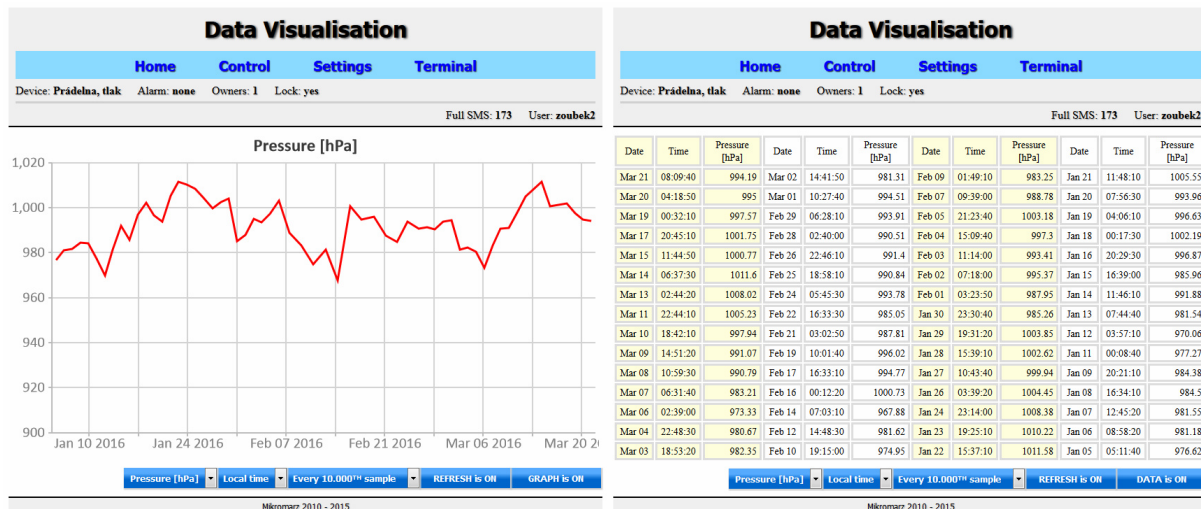 Data Visualisation
Home Control Settings Terminal
Device: Prádelna, tlak Alarm: none Owners: 1 Lock: yes
Full SMS: 173 User: zoubek2
Pressure [hPa]
1,020
1,000
980
960
940
920
900
Jan 10 2016 Jan 24 2016 Feb 07 2016 Feb 21 2016 Mar 06 2016 Mar 20 2
Pressure [hPa] Local time Every 10.000TH sample REFRESH is ON GRAPH is ON
Mikromarz 2010 - 2015
Data Visualisation
Home Control Settings Terminal
Device: Prádelna, tlak Alarm: none Owners: 1 Lock: yes
Full SMS: 173 User: zoubek2
Date Time Pressure [hPa] Date Time Pressure [hPa] Date Time Pressure [hPa] Date Time Pressure [hPa]
Mar 21 08:09:40 994.19 Mar 02 14:41:50 981.31 Feb 09 01:49:10 983.25 Jan 21 11:48:10 1005.55
Mar 20 04:18:50 995 Mar 01 10:27:40 994.51 Feb 07 09:39:00 988.78 Jan 20 07:56:30 993.96
Mar 19 00:32:10 997.57 Feb 29 06:28:10 993.91 Feb 05 21:23:40 1003.18 Jan 19 04:06:10 996.63
Mar 17 20:45:10 1001.75 Feb 28 02:40:00 990.51 Feb 04 15:09:40 997.3 Jan 18 00:17:30 1002.19
Mar 15 11:44:50 1000.77 Feb 26 22:46:10 991.4 Feb 03 11:14:00 993.41 Jan 16 20:29:30 996.87
Mar 14 06:37:30 1011.6 Feb 25 18:58:10 990.84 Feb 02 07:18:00 995.37 Jan 15 16:39:00 985.96
Mar 13 02:44:20 1008.02 Feb 24 05:45:30 993.78 Feb 01 03:23:50 987.95 Jan 14 11:46:10 991.88
Mar 11 22:44:10 1005.23 Feb 22 16:33:30 985.05 Jan 30 23:30:40 985.26 Jan 13 07:44:40 981.54
Mar 10 18:42:10 997.94 Feb 21 03:02:50 987.81 Jan 29 19:31:20 1003.85 Jan 12 03:57:10 970.06
Mar 09 14:51:20 991.07 Feb 19 10:01:40 996.02 Jan 28 15:39:10 1002.62 Jan 11 00:08:40 977.27
Mar 08 10:59:30 990.79 Feb 17 16:33:10 994.77 Jan 27 10:43:40 999.94 Jan 09 20:21:10 984.38
Mar 07 06:31:40 983.21 Feb 16 00:12:20 1000.73 Jan 26 03:39:20 1004.45 Jan 08 16:34:10 984.5
Mar 06 02:39:00 973.33 Feb 14 07:03:10 967.88 Jan 24 23:14:00 1008.38 Jan 07 12:45:20 981.55
Mar 04 22:48:30 980.67 Feb 12 14:48:30 981.62 Jan 23 19:25:10 1010.22 Jan 06 08:58:20 981.18
Mar 03 18:53:20 982.35 Feb 10 19:15:00 974.95 Jan 22 15:37:10 1011.58 Jan 05 05:11:40 976.62
Pressure [hPa] Local time Every 10.000TH sample REFRESH is ON DATA is ON
Mikromarz 2010 - 2015